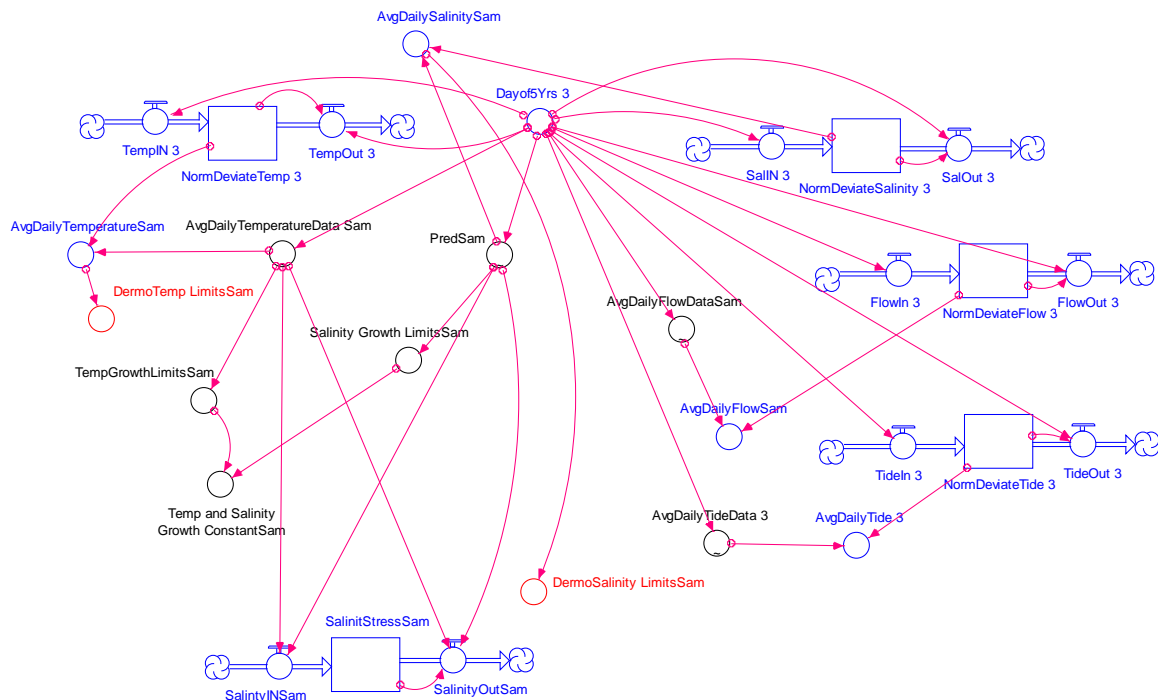 AvgDailySalinitySam
Dayof5Yrs 3
TempIN 3
TempOut 3
NormDeviateTemp 3
SalIN 3
SalOut 3
NormDeviateSalinity 3
AvgDailyTemperatureSam
AvgDailyTemperatureData Sam
PredSam
DermoTemp LimitsSam
AvgDailyFlowDataSam
FlowIn 3
FlowOut 3
NormDeviateFlow 3
Salinity Growth LimitsSam
TempGrowthLimitsSam
AvgDailyFlowSam
TideIn 3
TideOut 3
NormDeviateTide 3
Temp and Salinity
Growth ConstantSam
AvgDailyTideData 3
AvgDailyTide 3
DermoSalinity LimitsSam
SalinitStressSam
SalintyINSam
SalinityOutSam